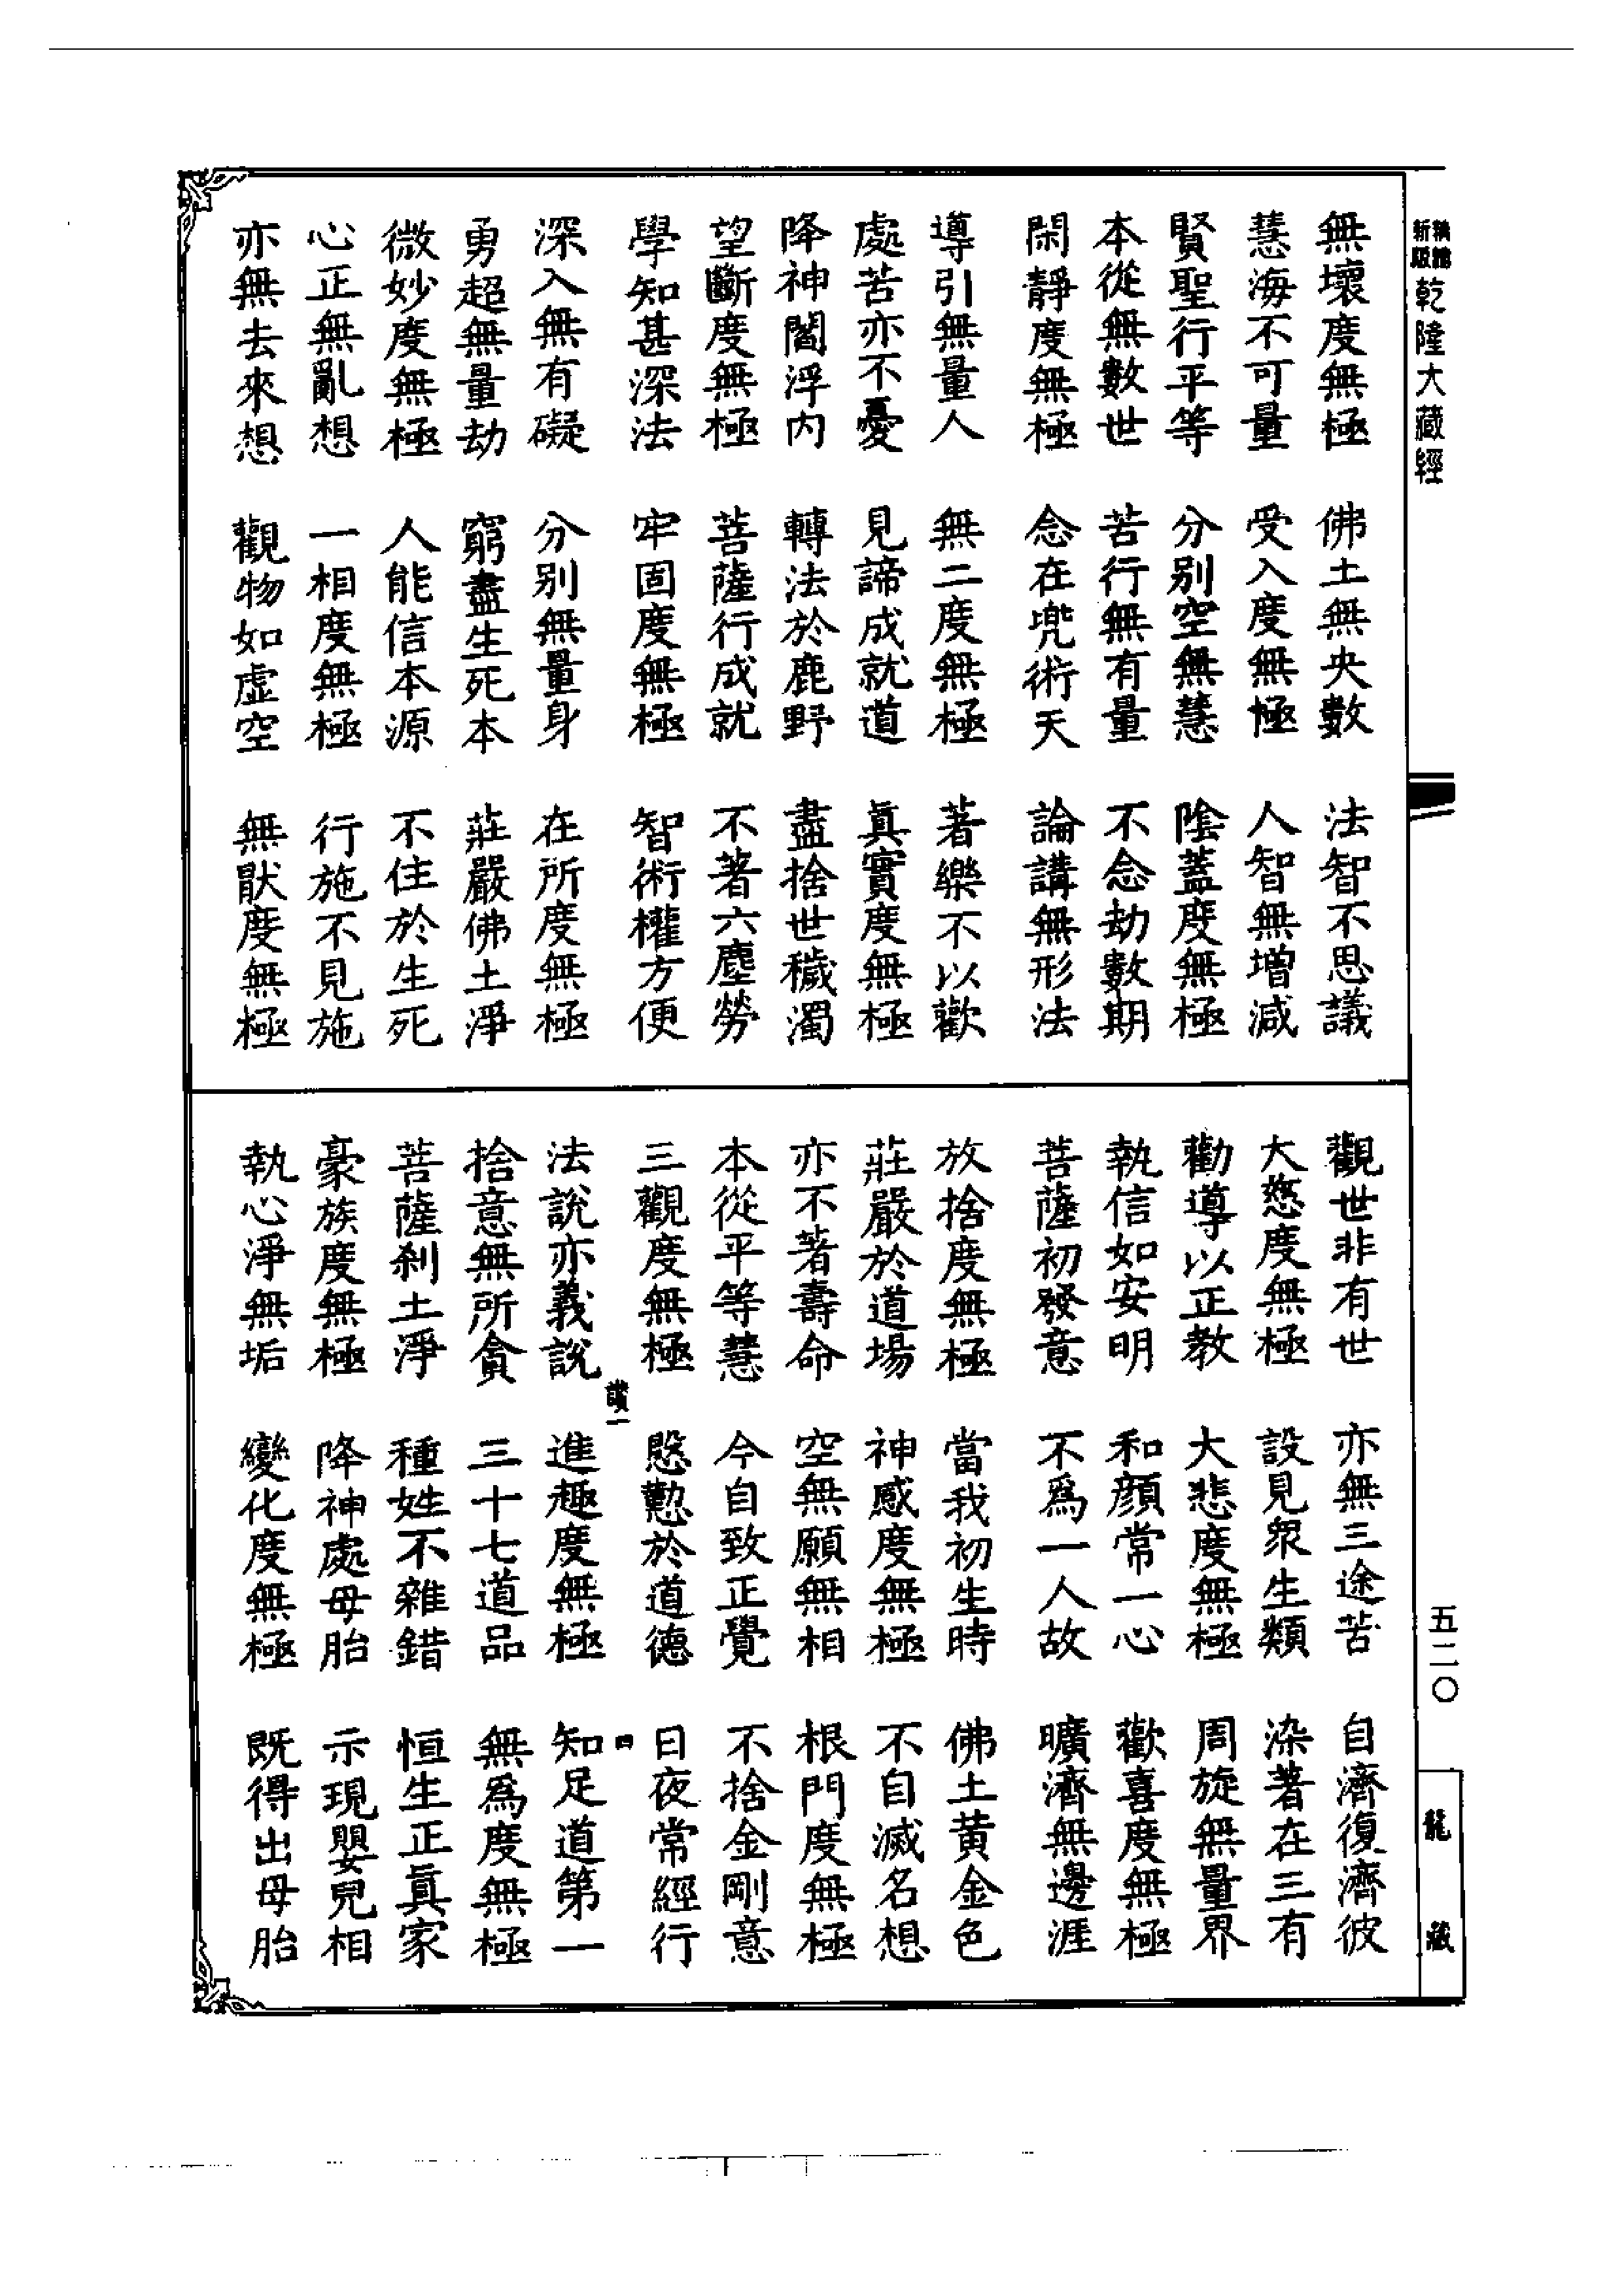 新版 精縮 乾隆大藏經
無壞度無極 佛土無央數 法智不思議
慧海不可量 受入度無極 人智無增減
賢聖行平等 分別空無慧 陰蓋度無極
本從無數世 苦行無有量 不念劫數期
閑靜度無極 念在兜術天 論講無形法
導引無量人 無二度無極 著樂不以歡
處苦亦不憂 見諦成就道 真實度無極
降神閻浮內 轉法於鹿野 盡捨世穢濁
望斷度無極 菩薩行成就 不著六塵勞
學知甚深法 牢固度無極 智術權方便
深入無有礙 分別無量身 在所度無極
勇超無量劫 窮盡生死本 莊嚴佛土淨
微妙度無極 人能信本源 不住於生死
心正無亂想 一相度無極 行施不見施
亦無去來想 觀物如虛空 無猒度無極
觀世非有世 亦無三途苦 自濟復濟彼
大慈度無極 設見眾生類 染著在三有
勸導以正教 大悲度無極 周旋無量界
執信如安明 和顏常一心 歡喜度無極
菩薩初發意 不為一人故 曠濟無邊涯
放捨度無極 當我初生時 佛土黃金色
莊嚴於道場 神感度無極 不自滅名想
亦不著壽命 空無願無相 根門度無極
本從平等慧 今自致正覺 不捨金剛意
三觀度無極 慇懃於道德 日夜常經行
讚一 四
法說亦義說 進趣度無極 知足道第一
捨意無所貪 三十七道品 無為度無極
菩薩剎土淨 種姓不雜錯 恒生正真家
豪族度無極 降神處母胎 示現嬰兒相
執心淨無垢 變化度無極 既得出母胎
五二〇
龍藏